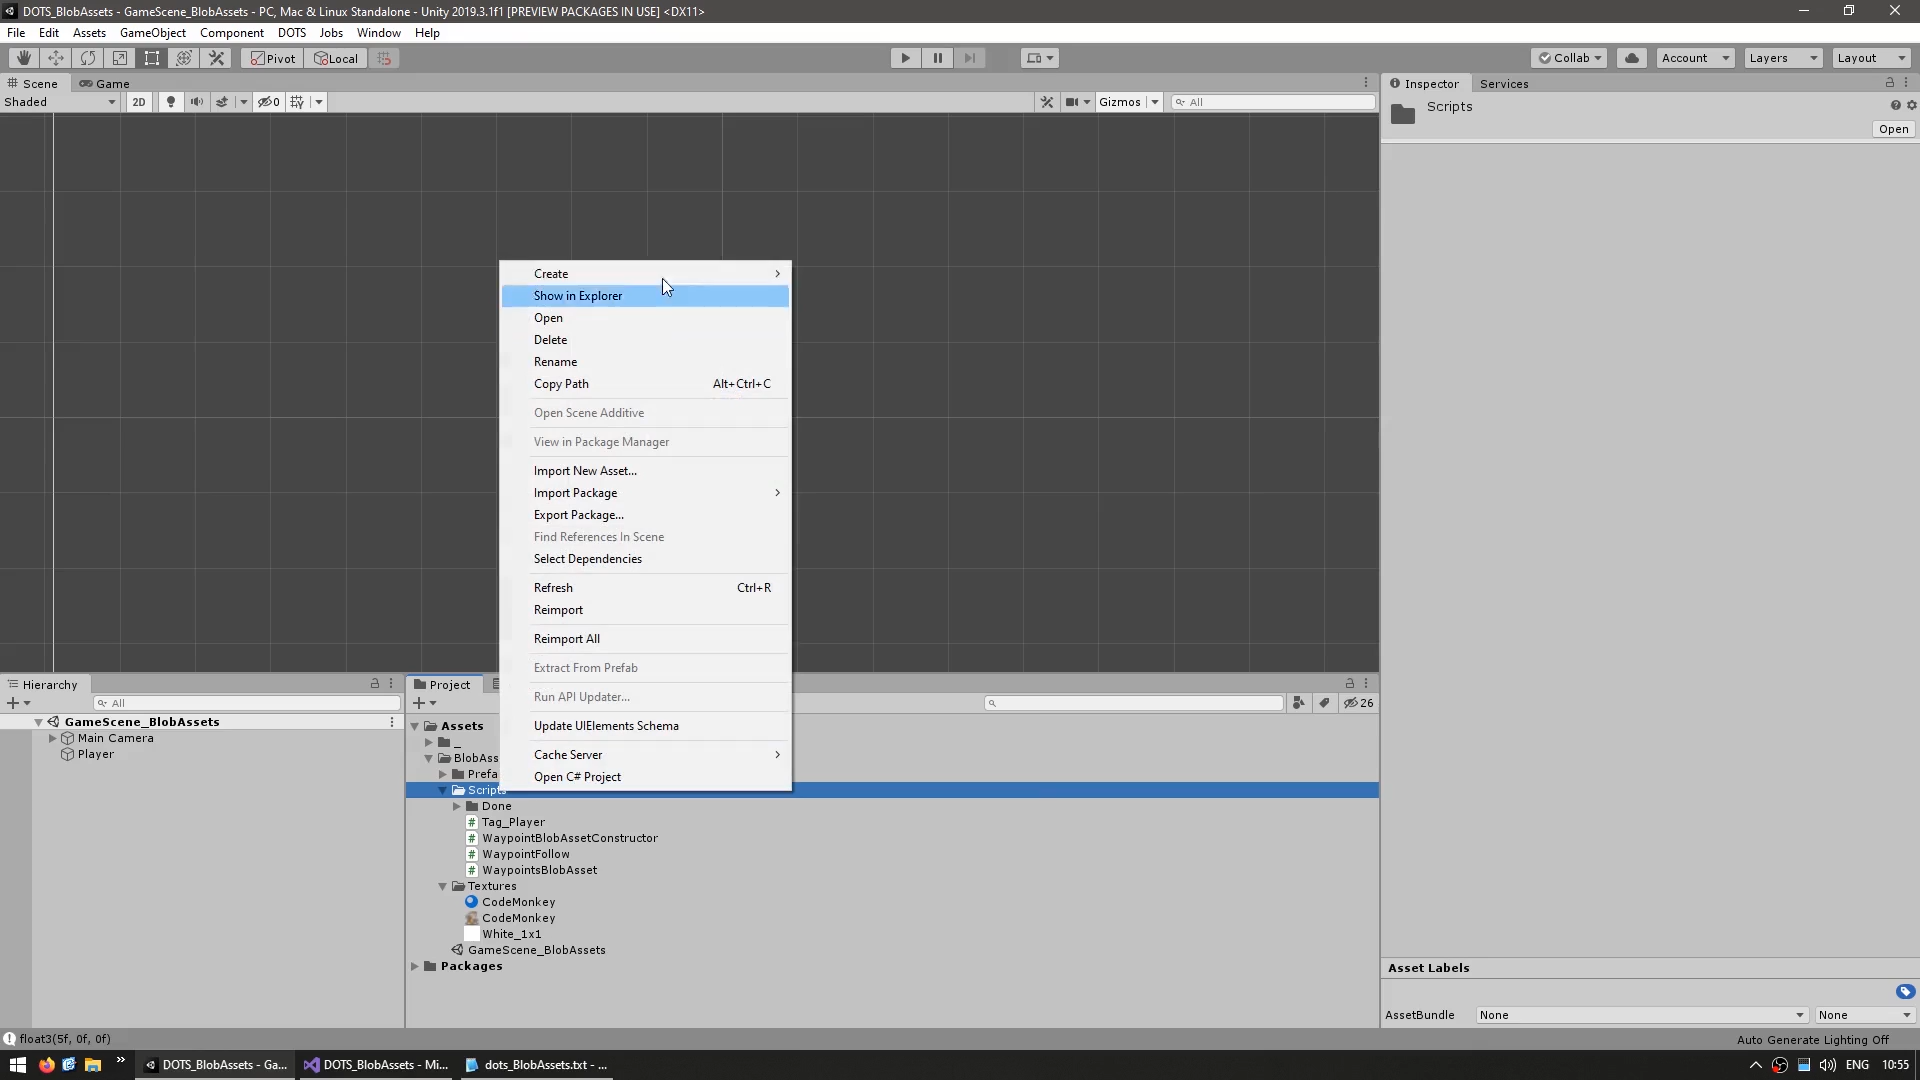 DOTS_BlobAssets - GameScene_BlobAssets - PC, Mac & Linux Standalone - Unity 2019.3.1f1 [PREVIEW PACKAGES IN USE] <DX11>
File Edit Assets GameObject Component DOTS Jobs Window Help
Pivot Local Collab Account Layers Layout
Scene Game Inspector Services
Shaded 2D 0 Gizmos All
Scripts
Open
Create
Show in Explorer
Open
Delete
Rename
Copy Path Alt+Ctrl+C
Open Scene Additive
View in Package Manager
Import New Asset...
Import Package
Export Package...
Find References In Scene
Select Dependencies
Refresh Ctrl+R
Reimport
Reimport All
Extract From Prefab
Run API Updater...
Update UIElements Schema
Cache Server
Open C# Project
Hierarchy
All
GameScene_BlobAssets
Main Camera
Player
Project
26
Assets
_
BlobAss
Prefa
Scripts
Done
Tag_Player
WaypointBlobAssetConstructor
WaypointFollow
WaypointsBlobAsset
Textures
CodeMonkey
CodeMonkey
White_1x1
GameScene_BlobAssets
Packages
Asset Labels
AssetBundle None None
float3(5f, 0f, 0f)
Auto Generate Lighting Off
DOTS_BlobAssets - Ga... DOTS_BlobAssets - Mi... dots_BlobAssets.txt - ... ENG 10:55